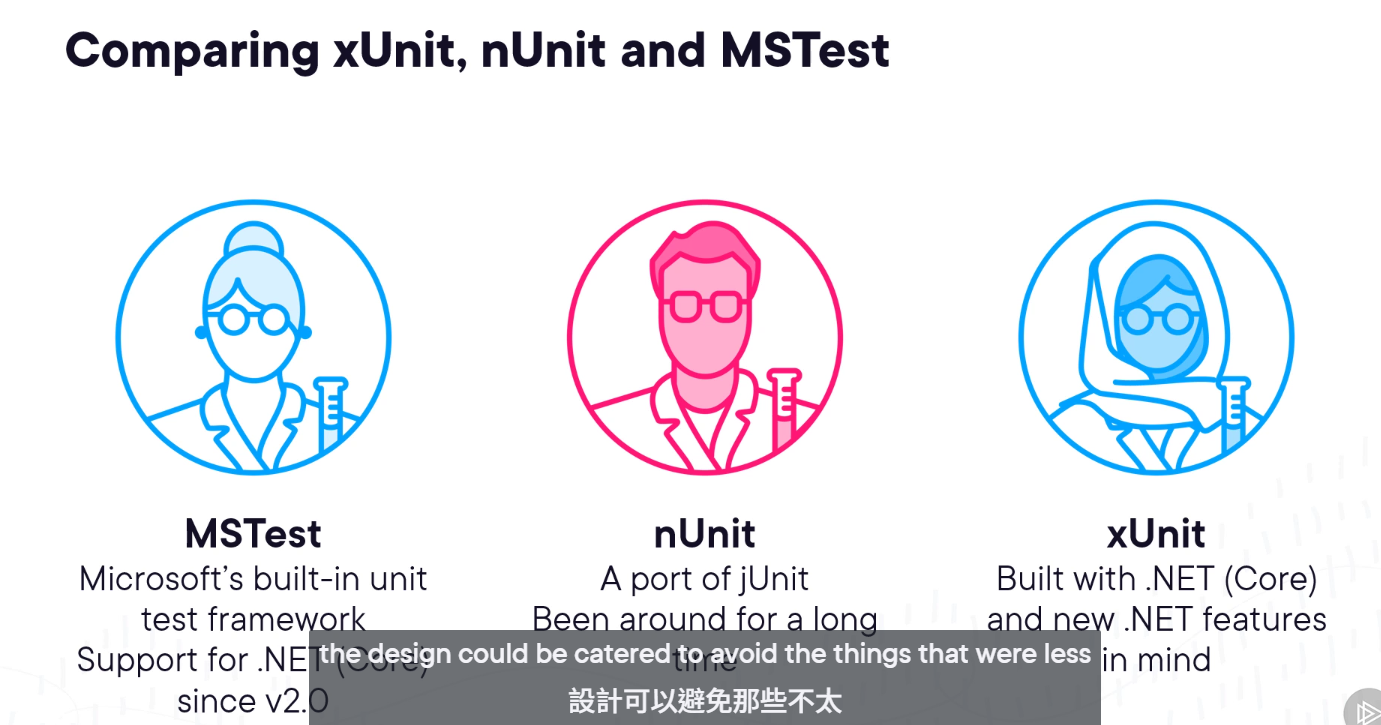 Comparing xUnit, nUnit and MSTest
MSTest
Microsoft's built-in unit
test framework
Support for .NET (Core)
since v2.0
nUnit
A port of jUnit
Been around for a long
time
xUnit
Built with .NET (Core)
and new .NET features
in mind
the design could be catered to avoid the things that were less
設計可以避免那些不太